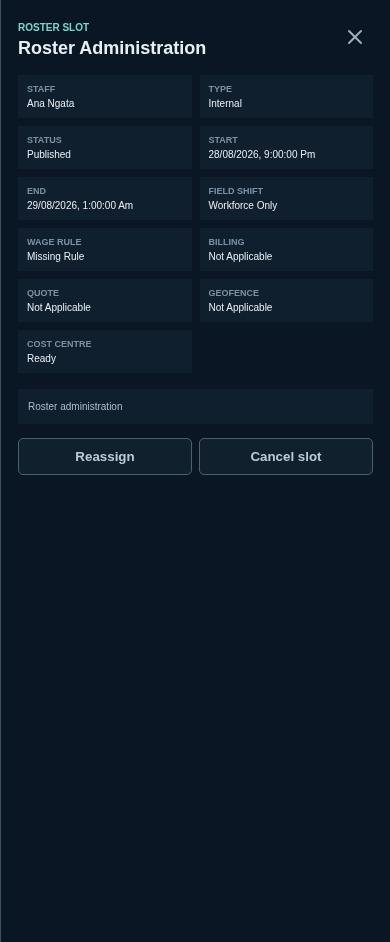 ROSTER SLOT
Roster Administration
STAFF
Ana Ngata
TYPE
Internal
STATUS
Published
START
28/08/2026, 9:00:00 Pm
END
29/08/2026, 1:00:00 Am
FIELD SHIFT
Workforce Only
WAGE RULE
Missing Rule
BILLING
Not Applicable
QUOTE
Not Applicable
GEOFENCE
Not Applicable
COST CENTRE
Ready
Roster administration
Reassign
Cancel slot